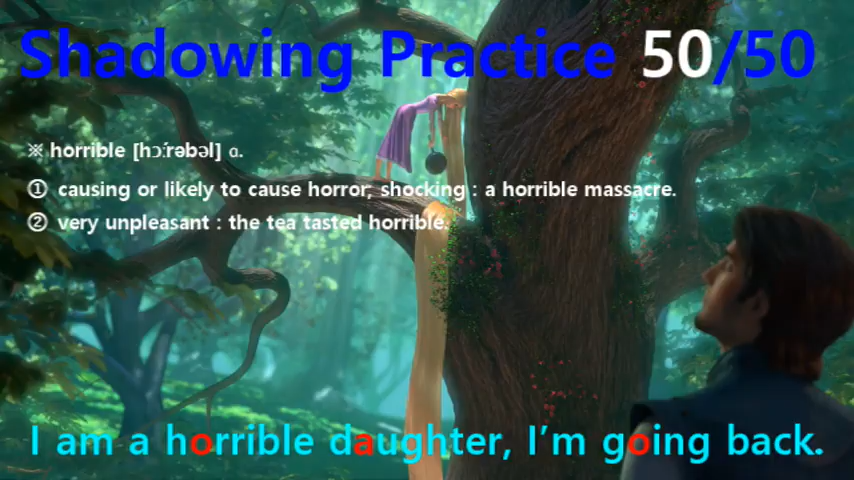 Shadowing Practice 50/50
※ horrible [hɔ́ːrəbəl] a.
① causing or likely to cause horror; shocking : a horrible massacre.
② very unpleasant : the tea tasted horrible.
I am a horrible daughter, I'm going back.